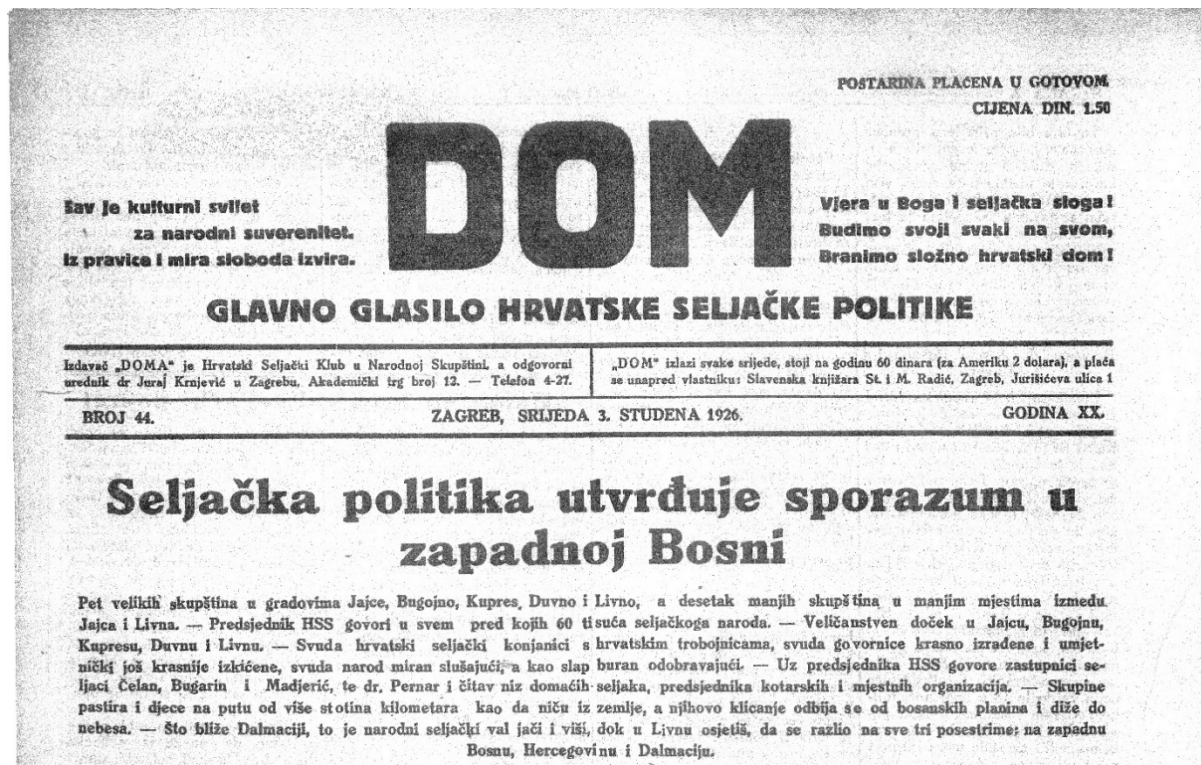 POSTARINA PLAĆENA U GOTOVOM
CIJENA DIN. 1.50
DOM
Sav je kulturni svijet
za narodni suverenitet.
Iz pravice i mira sloboda izvira.
Vjera u Boga i seljačka sloga!
Budimo svoji svaki na svom,
Branimo složno hrvatski dom!
GLAVNO GLASILO HRVATSKE SELJAČKE POLITIKE
Izdavač „DOMA“ je Hrvatski Seljački Klub u Narodnoj Skupštini, a odgovorni
urednik dr Juraj Krnjević u Zagrebu, Akademički trg broj 12. — Telefon 4-27.
„DOM“ izlazi svake srijede, stoji na godinu 60 dinara (za Ameriku 2 dolara), a plaća
se unapred vlastniku: Slavenska knjižara St. i M. Radić, Zagreb, Jurišićeva ulica 1
BROJ 44.
ZAGREB, SRIJEDA 3. STUDENA 1926.
GODINA XX.
Seljačka politika utvrđuje sporazum u
zapadnoj Bosni
Pet velikih skupština u gradovima Jajce, Bugojno, Kupres, Duvno i Livno, a desetak manjih skupština u manjim mjestima između
Jajca i Livna. — Predsjednik HSS govori u svem pred kojih 60 tisuća seljačkoga naroda. — Veličanstven doček u Jajcu, Bugojnu,
Kupresu, Duvnu i Livnu. — Svuda hrvatski seljački konjanici s hrvatskim trobojnicama, svuda govornice krasno izrađene i umjet-
nički još krasnije izkićene, svuda narod miran slušajući, a kao slap buran odobravajući. — Uz predsjednika HSS govore zastupnici se-
ljaci Čelan, Bugarin i Madjerić, te dr. Pernar i čitav niz domaćih seljaka, predsjednika kotarskih i mjestnih organizacija. — Skupine
pastira i djece na putu od više stotina kilometara kao da niču iz zemlje, a njihovo klicanje odbija se od bosanskih planina i diže do
nebesa. — Što bliže Dalmaciji, to je narodni seljački val jači i viši, dok u Livnu osjetiš, da se razlio na sve tri posestrime: na zapadnu
Bosnu, Hercegovinu i Dalmaciju.